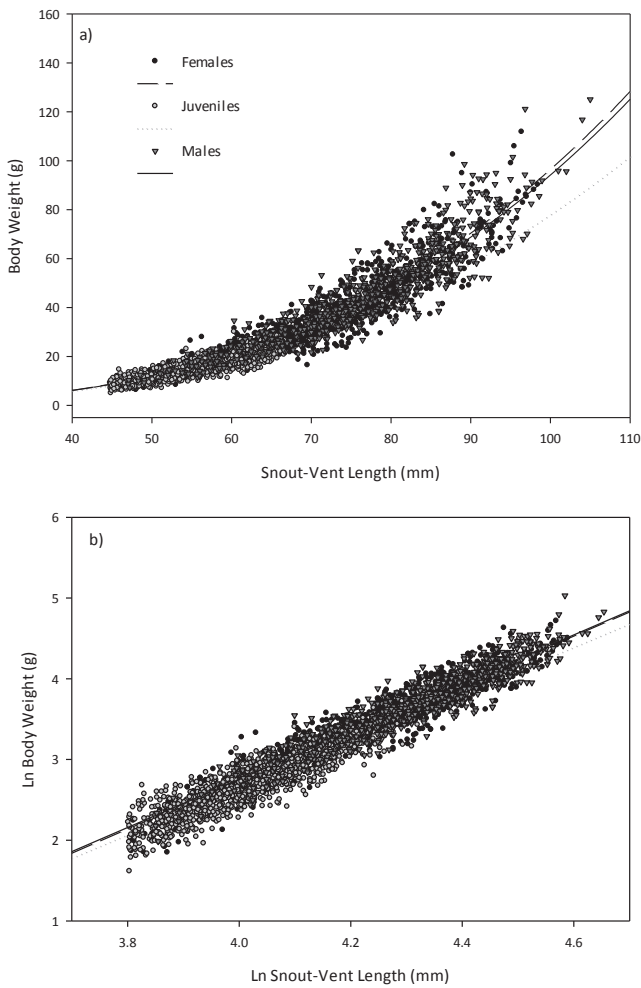 a)
Females
Juveniles
Males
160
140
120
100
80
60
40
20
0
Body Weight (g)
40 50 60 70 80 90 100 110
Snout-Vent Length (mm)
b)
6
5
4
3
2
1
Ln Body Weight (g)
3.8 4.0 4.2 4.4 4.6
Ln Snout-Vent Length (mm)